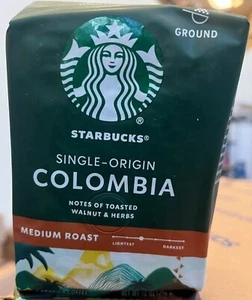 GROUND
STARBUCKS®
SINGLE-ORIGIN
COLOMBIA
NOTES OF TOASTED
WALNUT & HERBS
MEDIUM ROAST
LIGHTEST
DARKEST